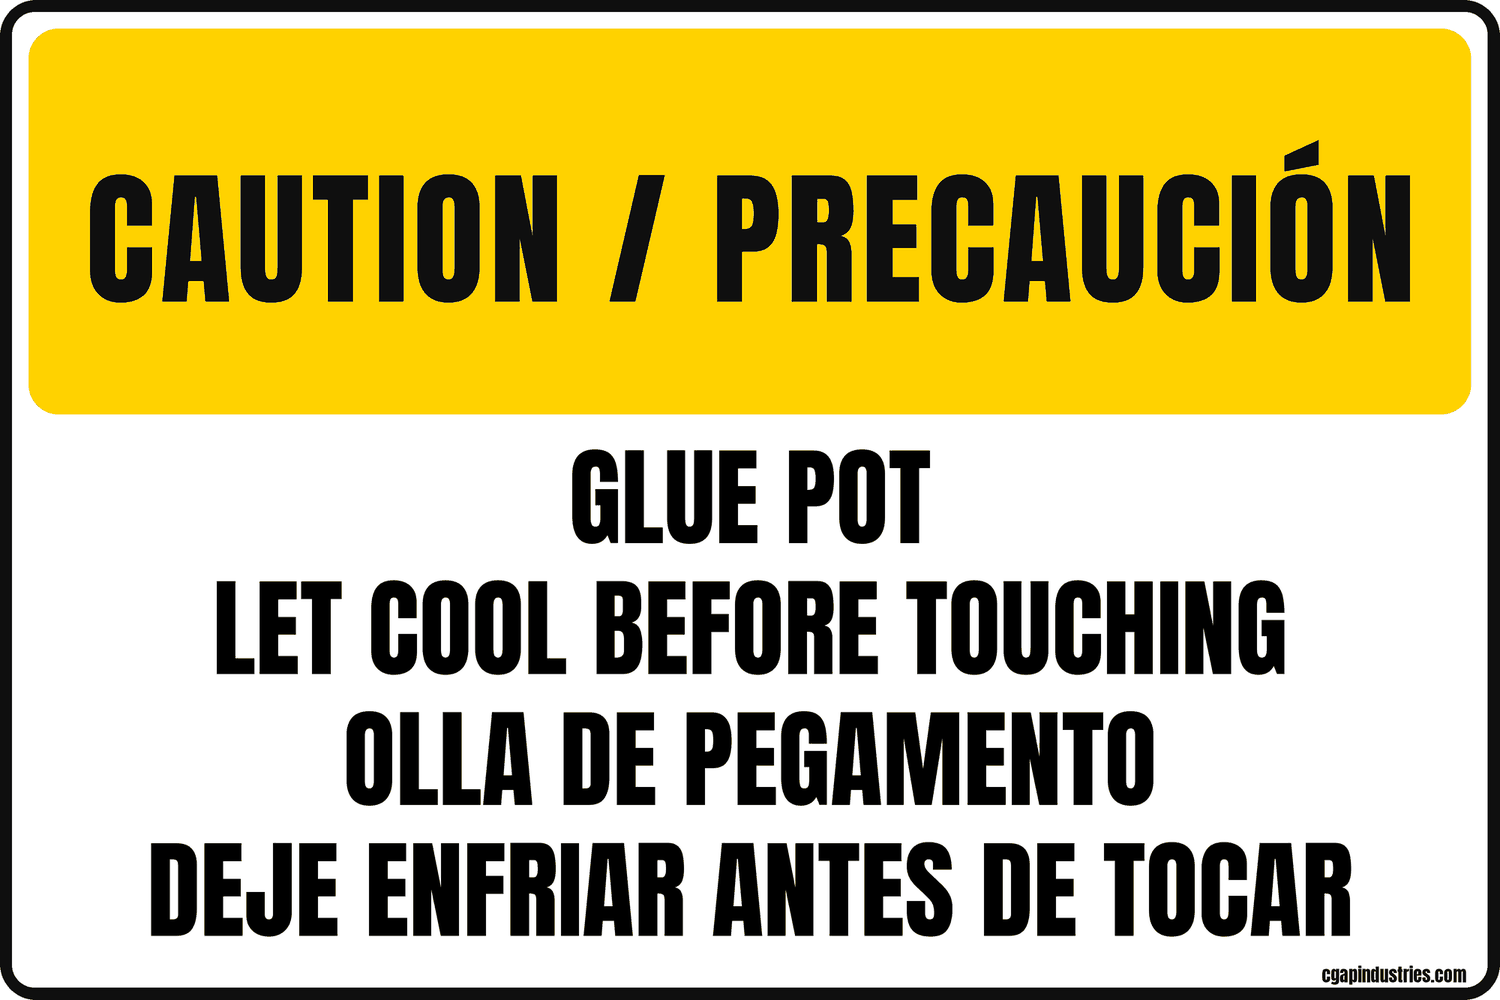 CAUTION / PRECAUCIÓN
GLUE POT
LET COOL BEFORE TOUCHING
OLLA DE PEGAMENTO
DEJE ENFRIAR ANTES DE TOCAR
cgapindustries.com